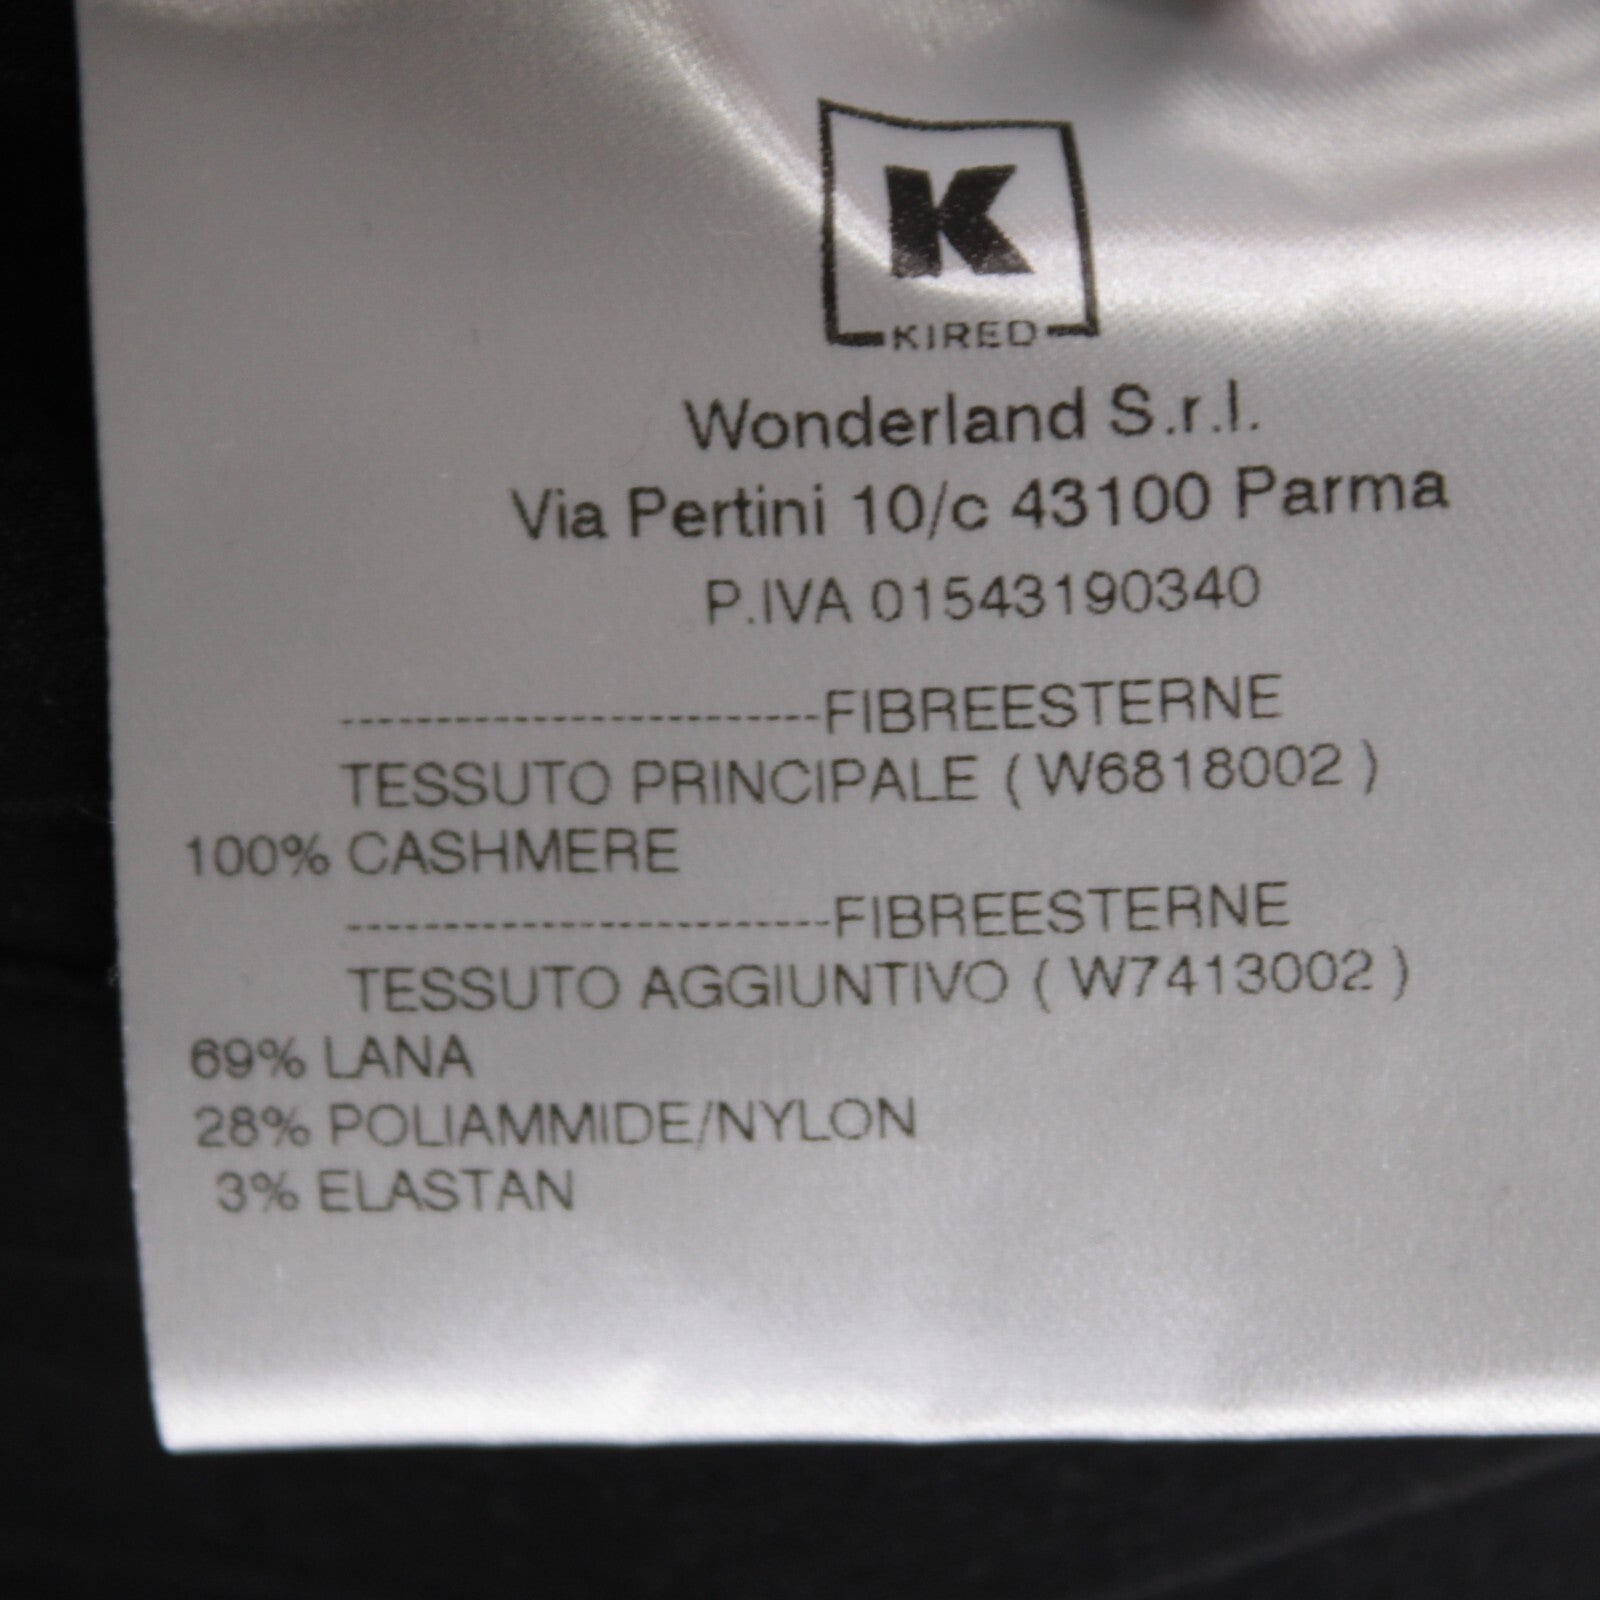 K
KIRED
Wonderland S.r.l.
Via Pertini 10/c 43100 Parma
P.IVA 01543190340
-------------------------FIBREESTERNE
TESSUTO PRINCIPALE ( W6818002 )
100% CASHMERE
-------------------------FIBREESTERNE
TESSUTO AGGIUNTIVO ( W7413002 )
69% LANA
28% POLIAMMIDE/NYLON
3% ELASTAN